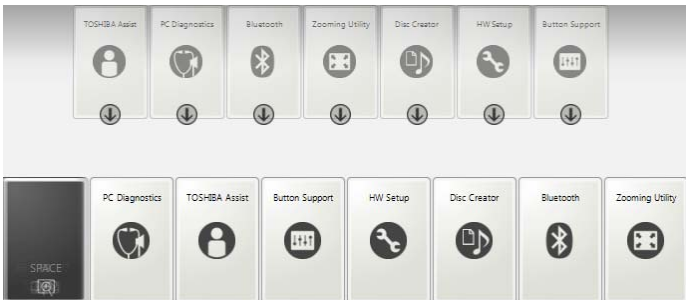 TOSHIBA Assist
PC Diagnostics
Bluetooth
Zooming Utility
Disc Creator
HW Setup
Button Support
SPACE
PC Diagnostics
TOSHIBA Assist
Button Support
HW Setup
Disc Creator
Bluetooth
Zooming Utility